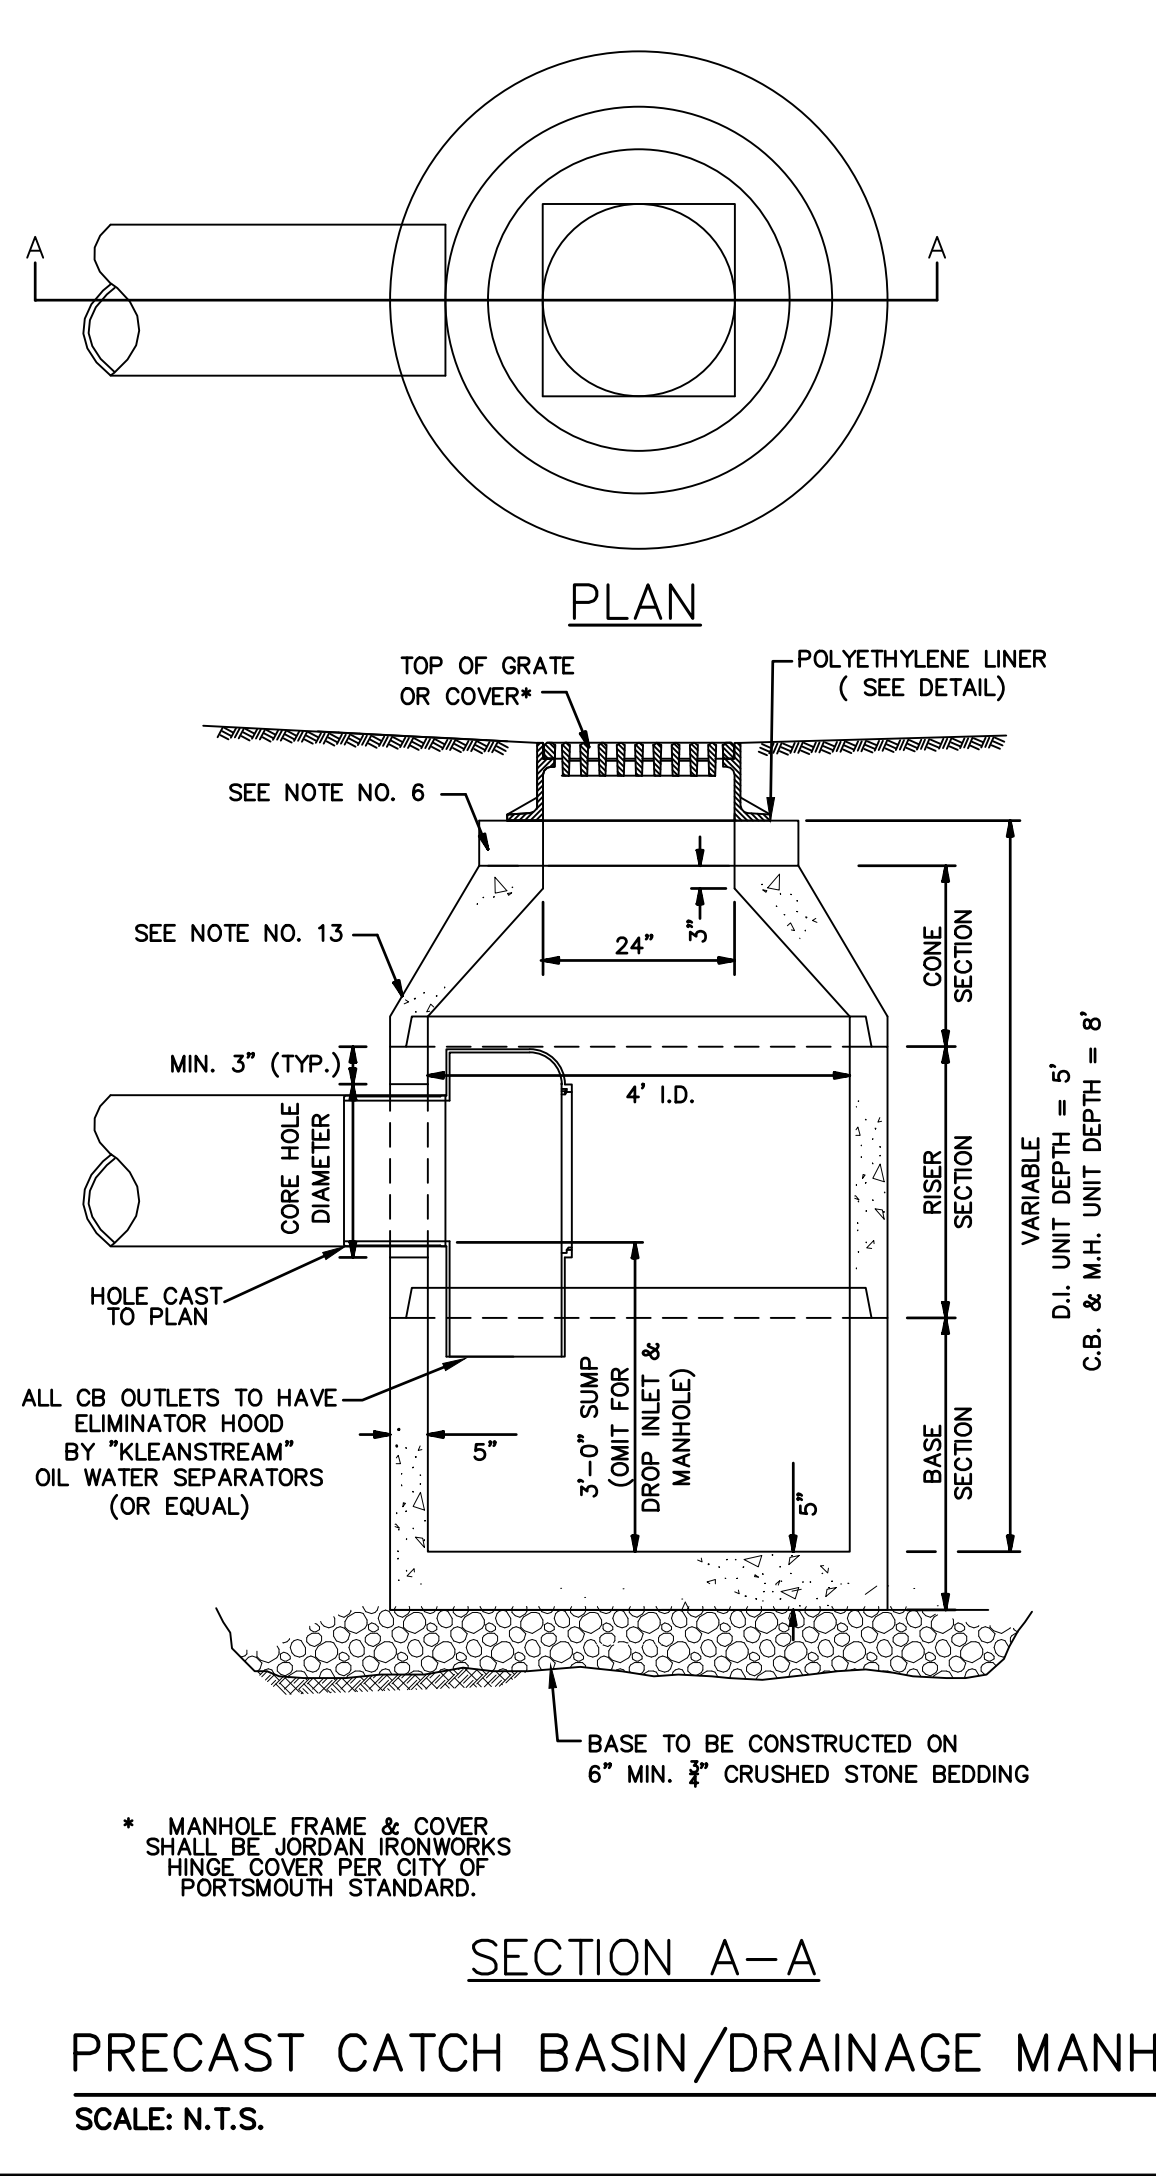 A
A
PLAN
TOP OF GRATE
OR COVER*
POLYETHYLENE LINER
( SEE DETAIL)
SEE NOTE NO. 6
SEE NOTE NO. 13
3"
24"
CONE
SECTION
MIN. 3" (TYP.)
4' I.D.
CORE HOLE
DIAMETER
RISER
SECTION
VARIABLE
D.I. UNIT DEPTH = 5'
C.B. & M.H. UNIT DEPTH = 8'
HOLE CAST
TO PLAN
ALL CB OUTLETS TO HAVE
ELIMINATOR HOOD
BY "KLEANSTREAM"
OIL WATER SEPARATORS
(OR EQUAL)
5"
3'-0" SUMP
(OMIT FOR
DROP INLET &
MANHOLE)
5"
BASE
SECTION
BASE TO BE CONSTRUCTED ON
6" MIN. 3/4" CRUSHED STONE BEDDING
* MANHOLE FRAME & COVER
SHALL BE JORDAN IRONWORKS
HINGE COVER PER CITY OF
PORTSMOUTH STANDARD.
SECTION A-A
PRECAST CATCH BASIN/DRAINAGE MANH
SCALE: N.T.S.